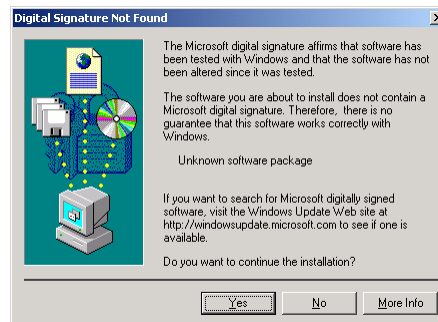 Digital Signature Not Found
The Microsoft digital signature affirms that software has
been tested with Windows and that the software has not
been altered since it was tested.
The software you are about to install does not contain a
Microsoft digital signature. Therefore, there is no
guarantee that this software works correctly with
Windows.
Unknown software package
If you want to search for Microsoft digitally signed
software, visit the Windows Update Web site at
http://windowsupdate.microsoft.com to see if one is
available.
Do you want to continue the installation?
Yes No More Info